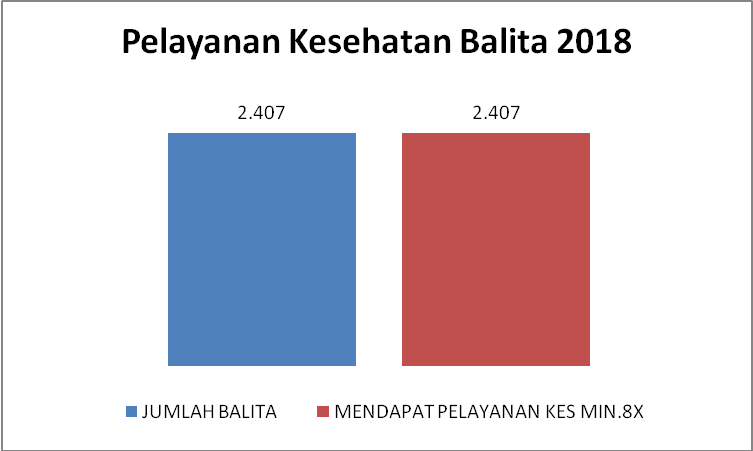 Pelayanan Kesehatan Balita 2018
2.407 2.407
JUMLAH BALITA MENDAPAT PELAYANAN KES MIN.8X